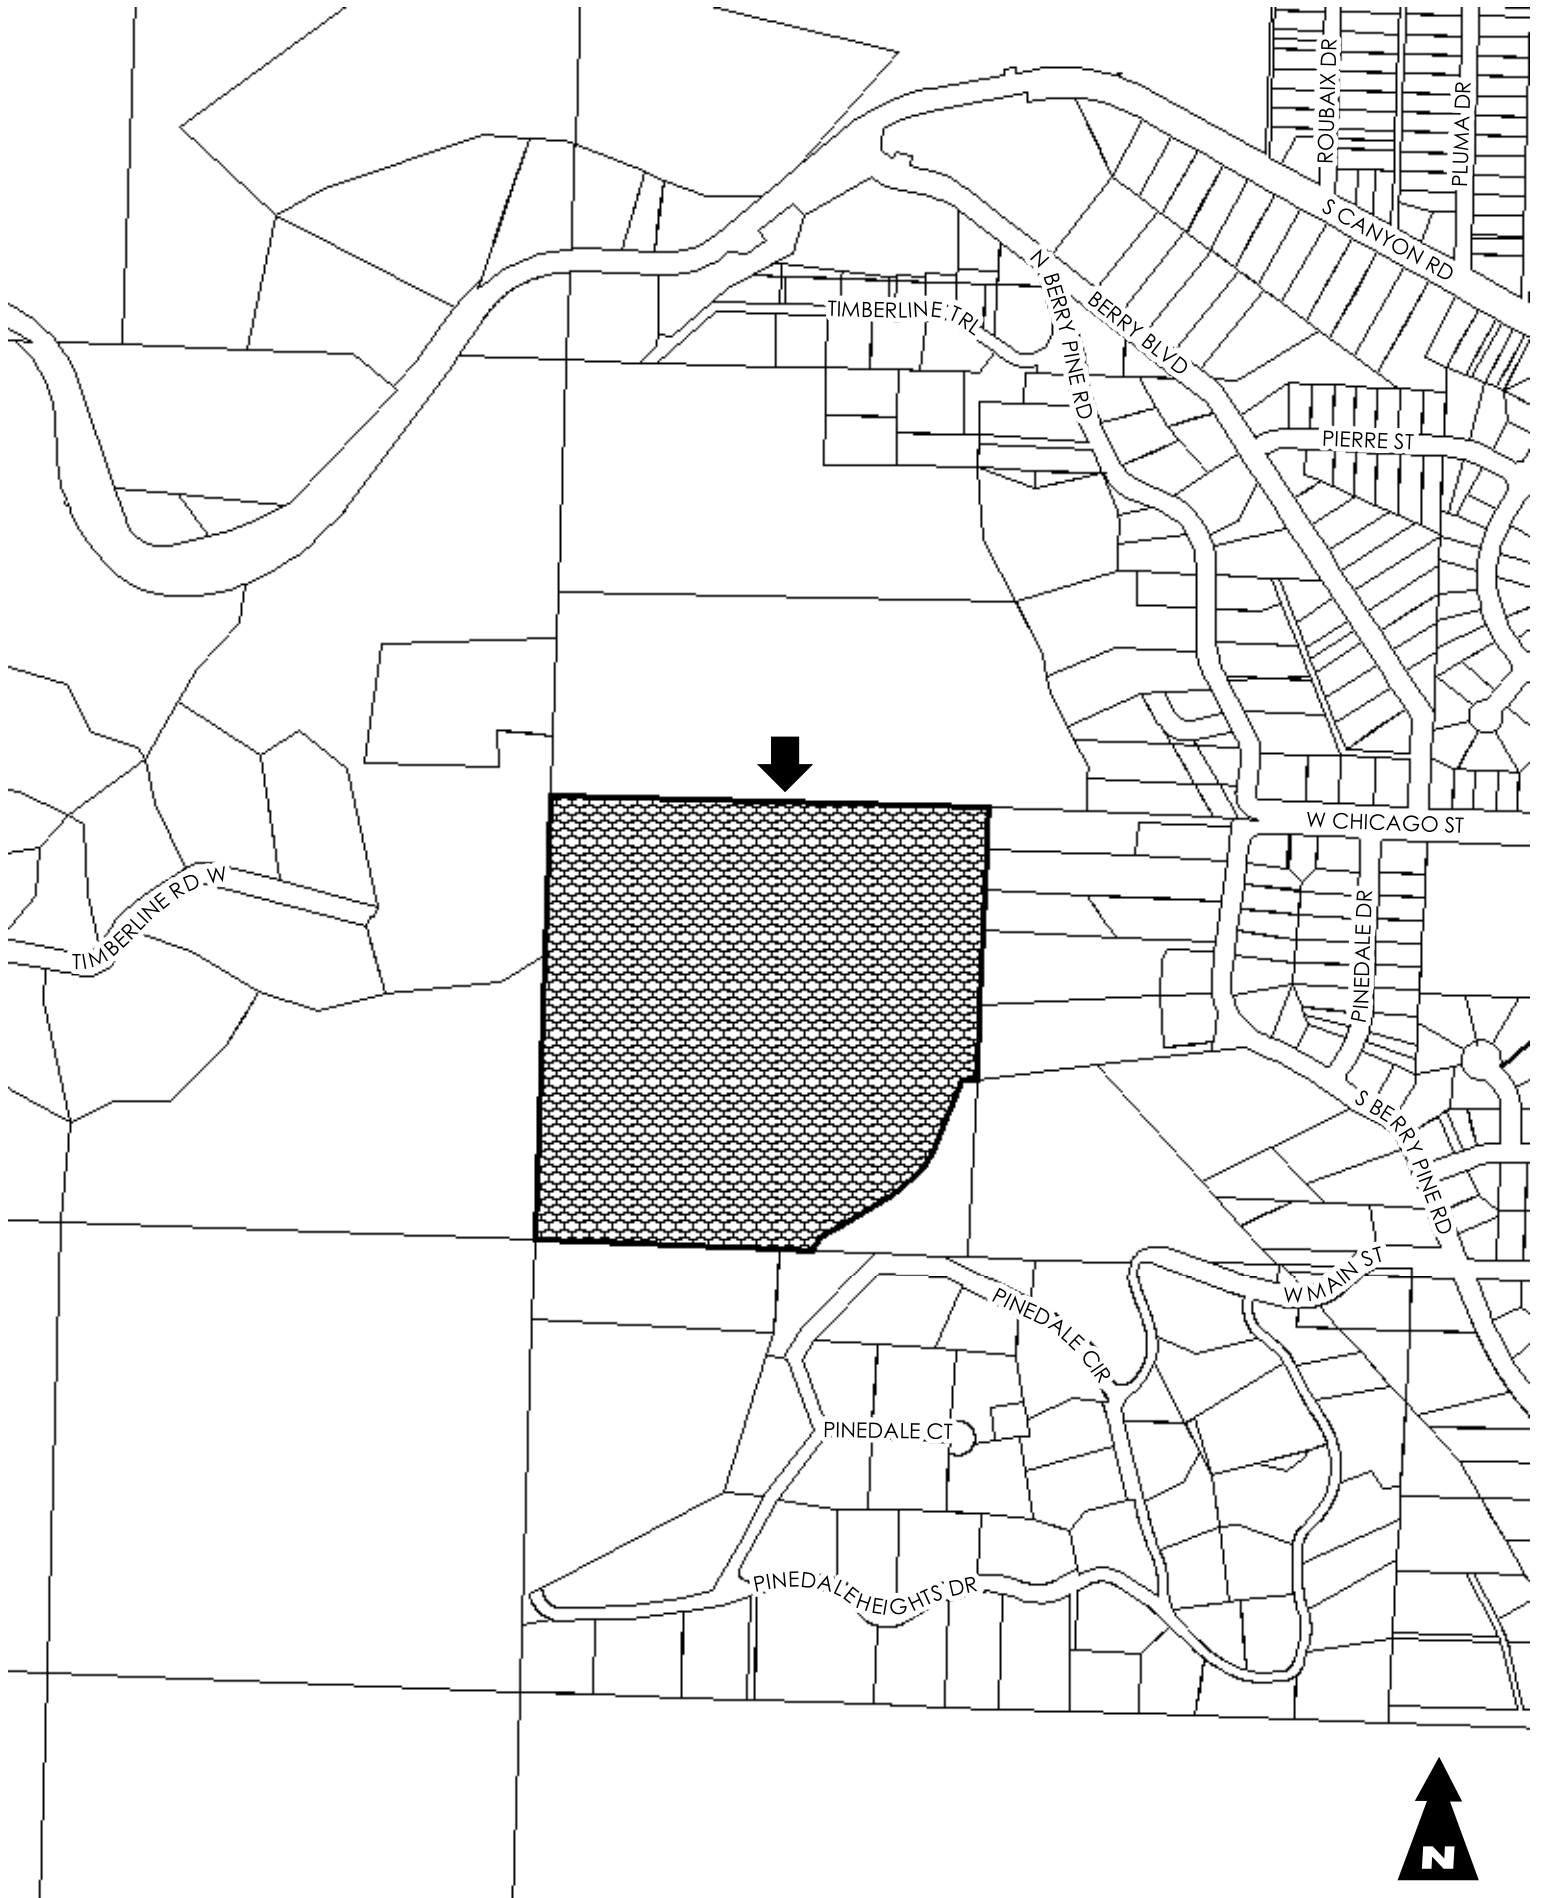 ROUBAIX DR
PLUMA DR
S CANYON RD
N BERRY PINE RD
BERRY BLVD
TIMBERLINE TRL
PIERRE ST
W CHICAGO ST
TIMBERLINE RD W
PINEDALE DR
S BERRY PINE RD
W MAIN ST
PINEDALE CIR
PINEDALE CT
PINEDALE HEIGHTS DR
N